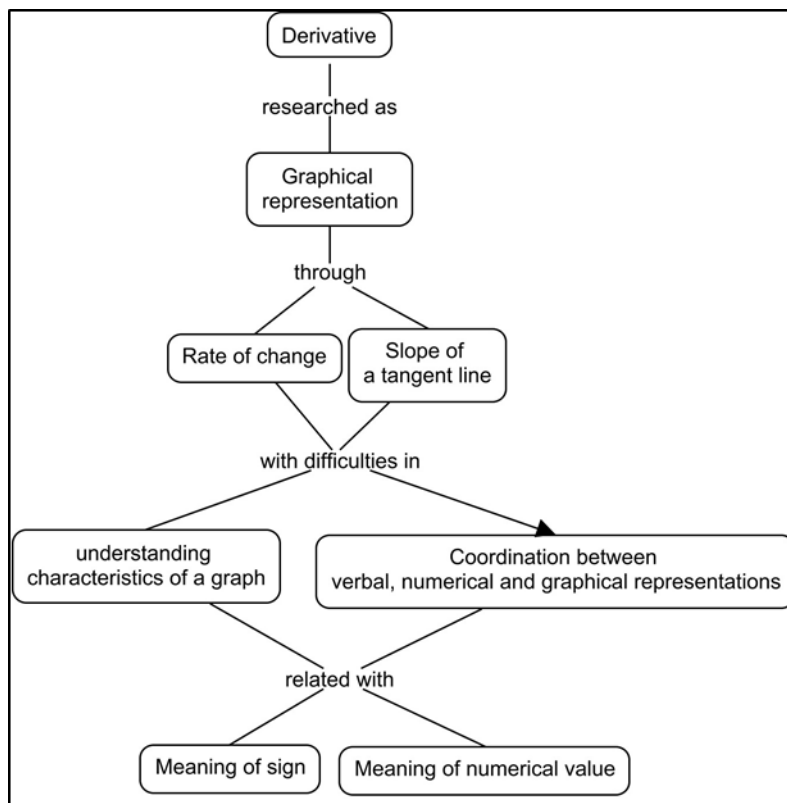 Derivative
researched as
Graphical
representation
through
Rate of change
Slope of
a tangent line
with difficulties in
understanding
characteristics of a graph
Coordination between
verbal, numerical and graphical representations
related with
Meaning of sign
Meaning of numerical value